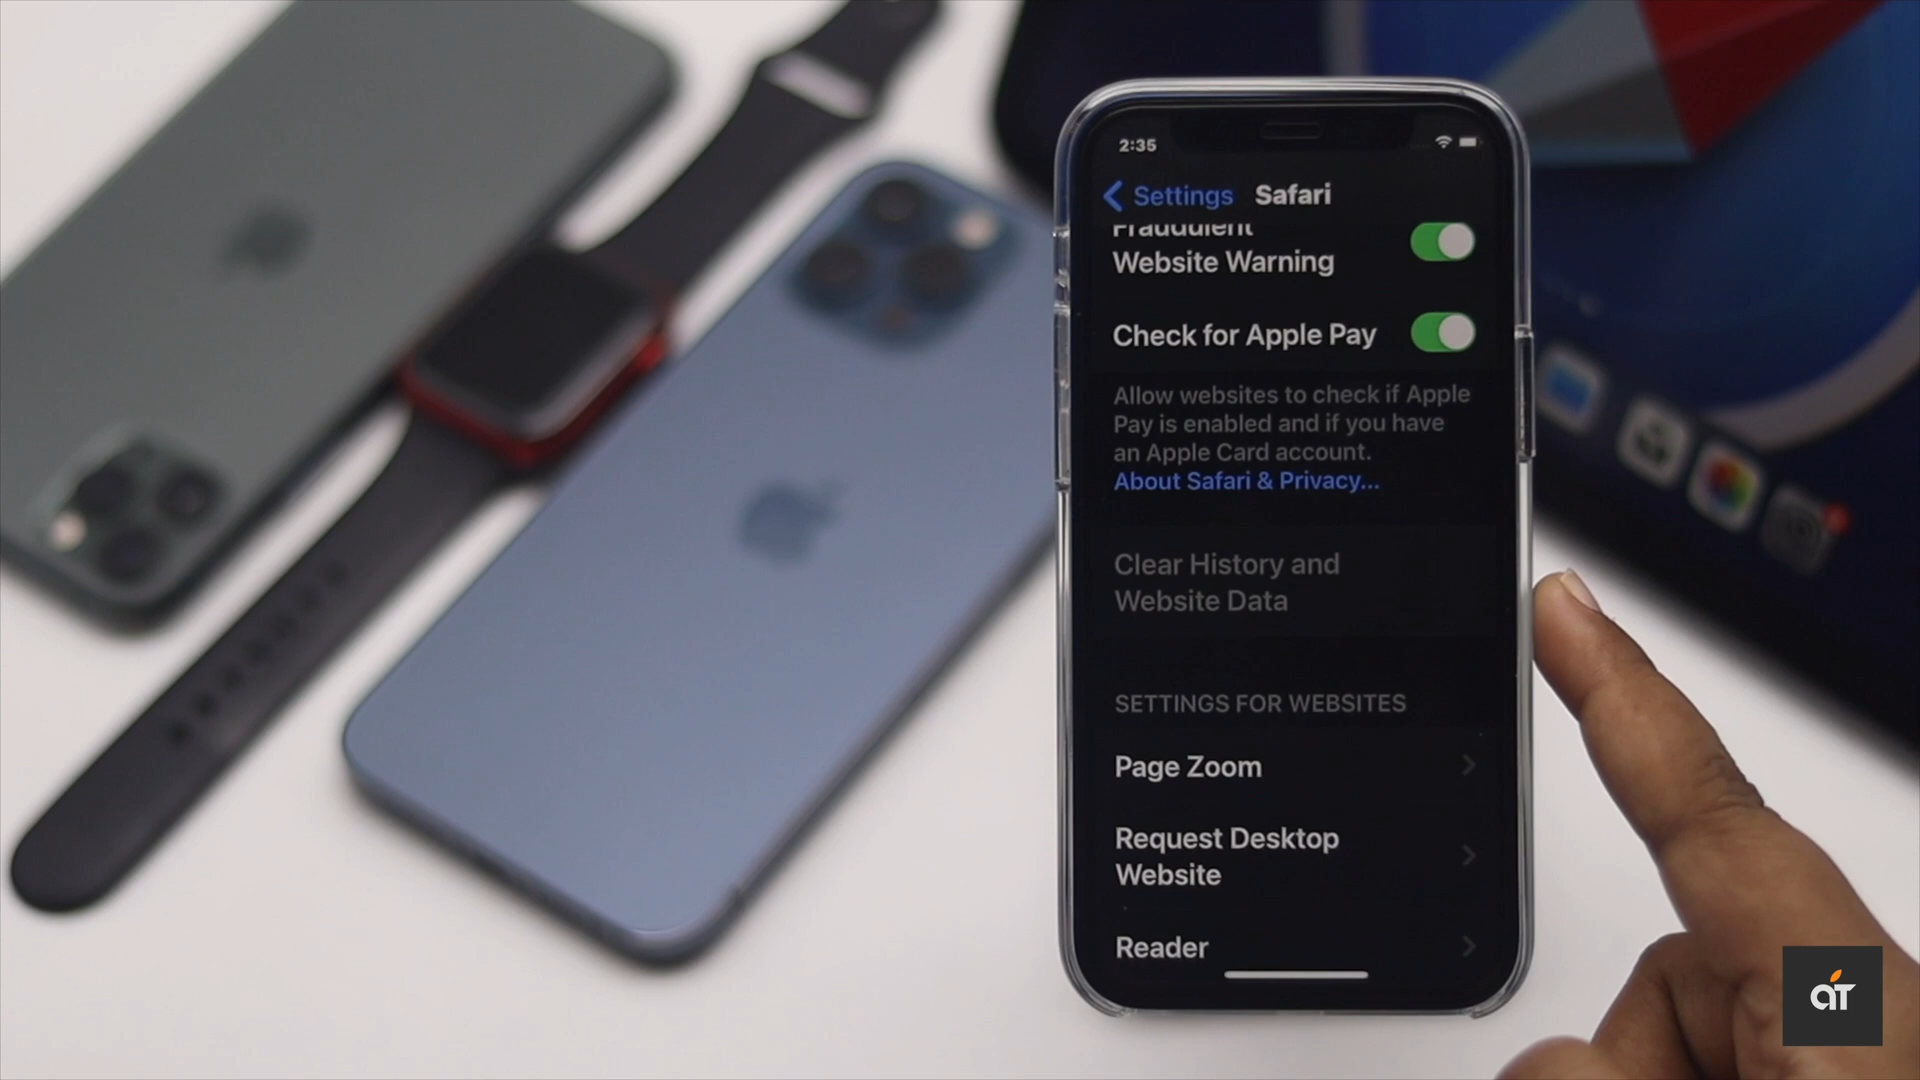 2:35
Settings Safari
Fraudulent
Website Warning
Check for Apple Pay
Allow websites to check if Apple
Pay is enabled and if you have
an Apple Card account.
About Safari & Privacy...
Clear History and
Website Data
SETTINGS FOR WEBSITES
Page Zoom
Request Desktop
Website
Reader
aT